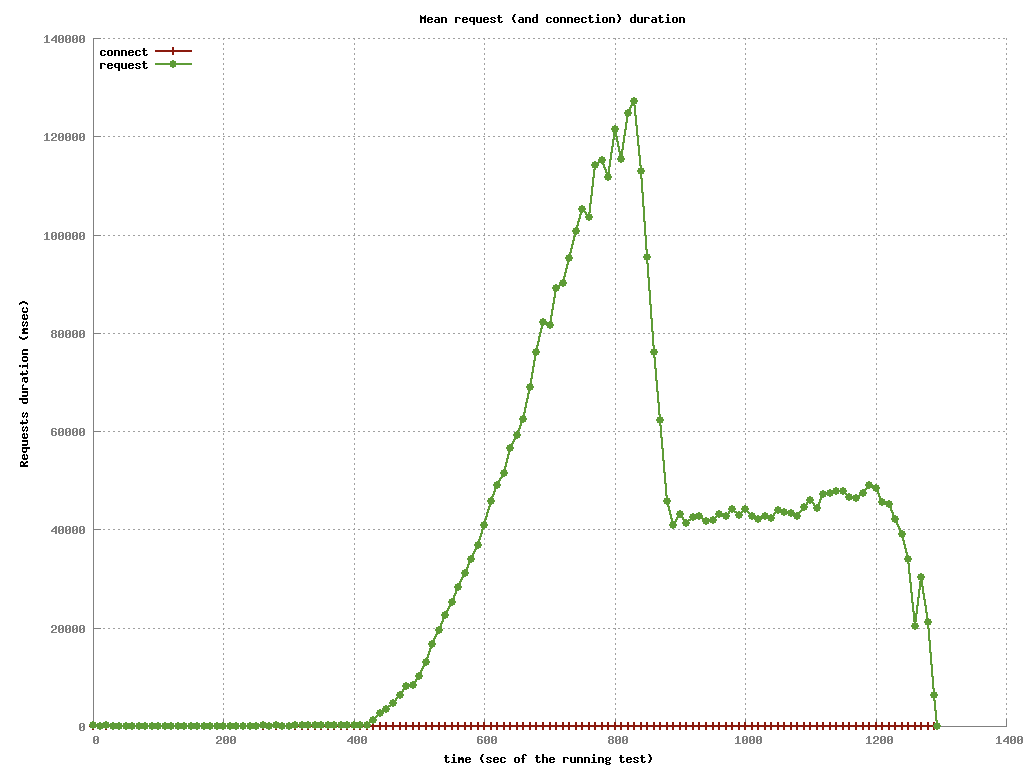 Mean request (and connection) duration
connect
request
140000
120000
100000
80000
60000
40000
20000
0
Requests duration (msec)
0 200 400 600 800 1000 1200 1400
time (sec of the running test)